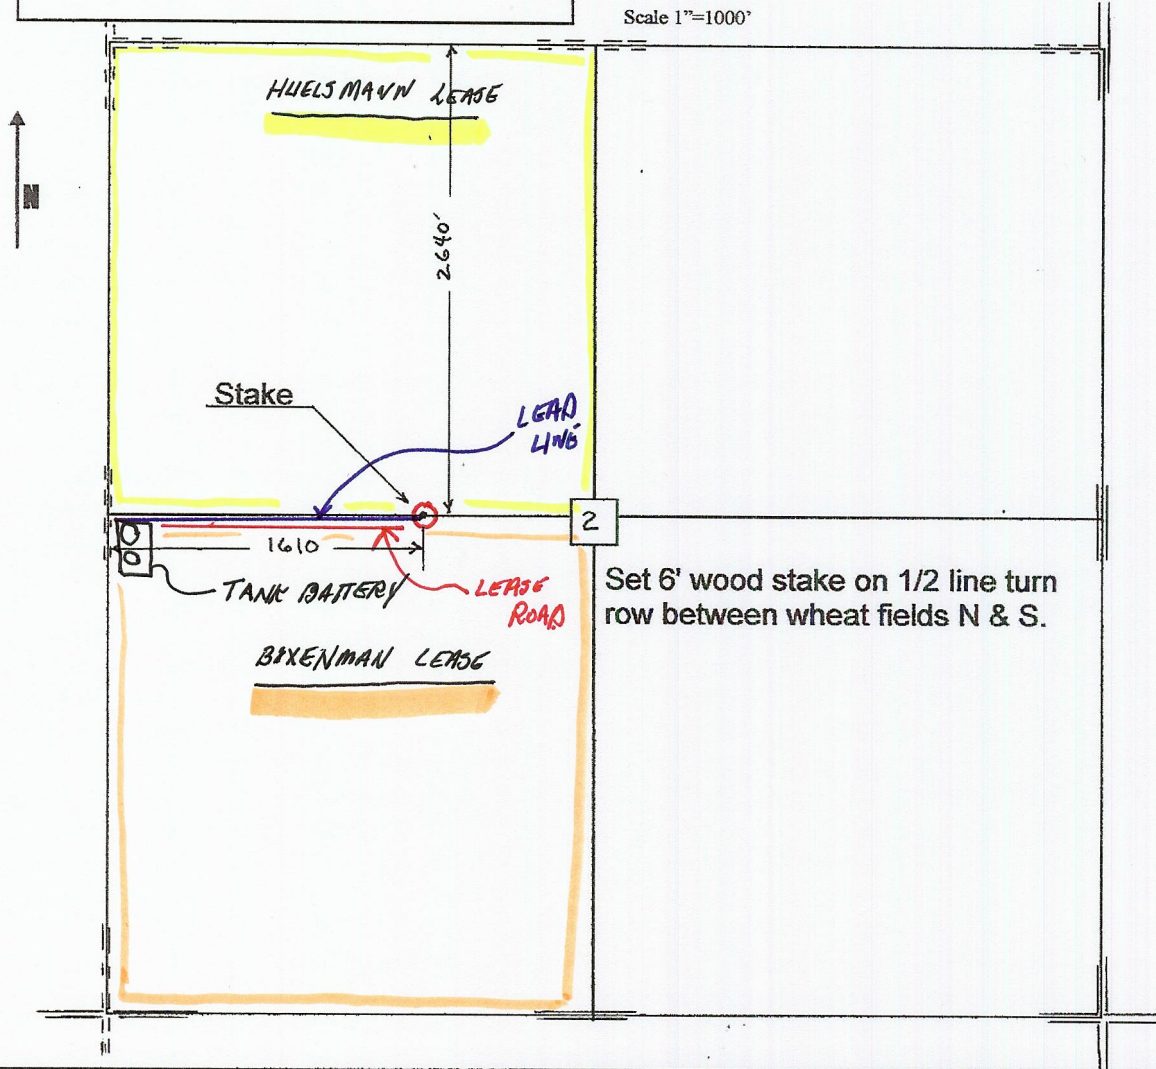 Scale 1"=1000'
HUELSMANN LEASE
N
2640'
Stake
LEAD
LINE
2
1610
TANK BATTERY
LEASE
ROAD
Set 6' wood stake on 1/2 line turn
row between wheat fields N & S.
BIXENMAN LEASE